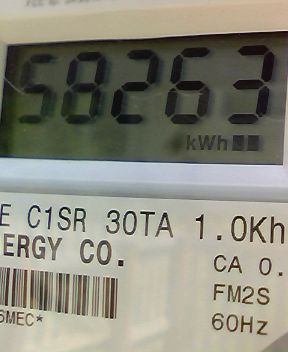 58263
kWh
E C1SR 30TA 1.0Kh
ERGY CO.
CA 0.
FM2S
6MEC*
60Hz